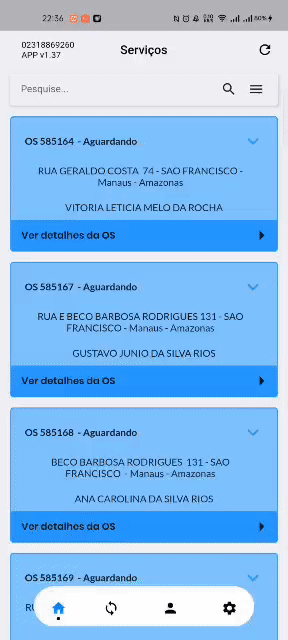 22:36
80%
02318869260
APP v1.37
Serviços
Pesquise...
OS 585164 - Aguardando
RUA GERALDO COSTA 74 - SAO FRANCISCO -
Manaus - Amazonas
VITORIA LETICIA MELO DA ROCHA
Ver detalhes da OS
OS 585167 - Aguardando
RUA E BECO BARBOSA RODRIGUES 131 - SAO
FRANCISCO - Manaus - Amazonas
GUSTAVO JUNIO DA SILVA RIOS
Ver detalhes da OS
OS 585168 - Aguardando
BECO BARBOSA RODRIGUES 131 - SAO
FRANCISCO - Manaus - Amazonas
ANA CAROLINA DA SILVA RIOS
Ver detalhes da OS
OS 585169 - Aguardando